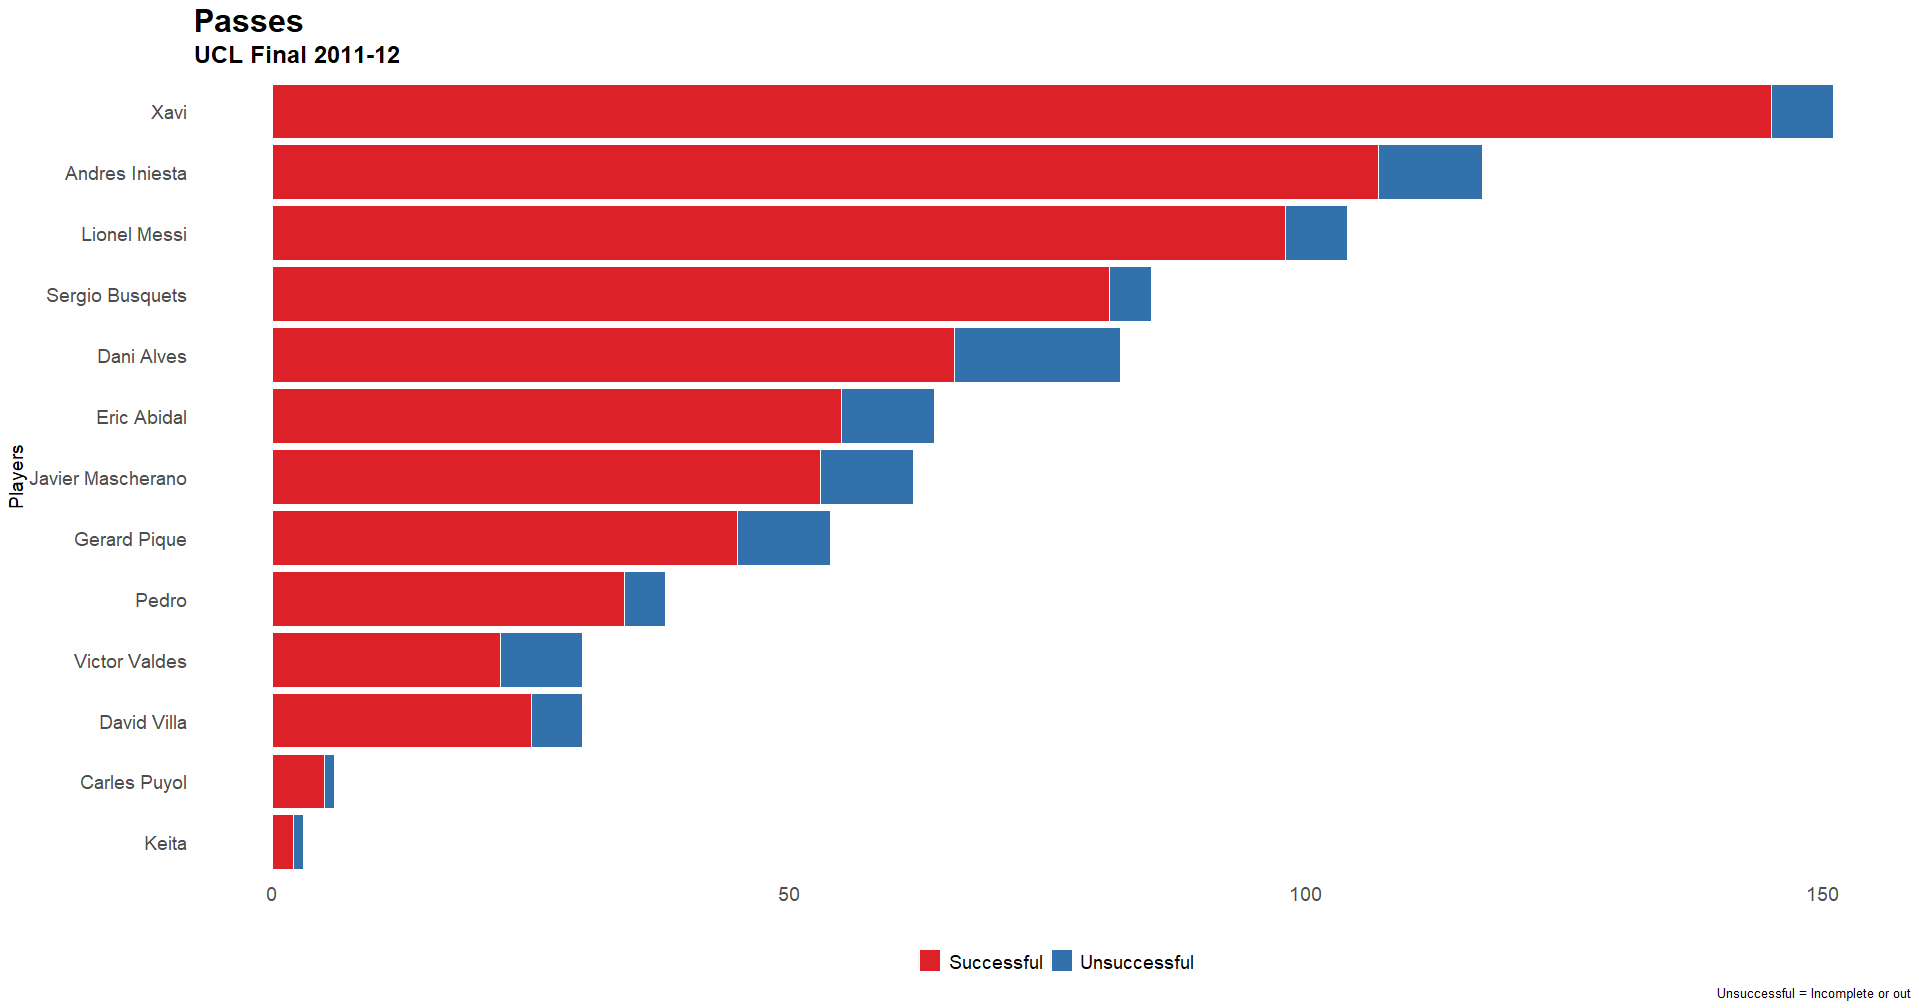 Passes
UCL Final 2011-12
Players
Xavi
Andres Iniesta
Lionel Messi
Sergio Busquets
Dani Alves
Eric Abidal
Javier Mascherano
Gerard Pique
Pedro
Victor Valdes
David Villa
Carles Puyol
Keita
0 50 100 150
Successful Unsuccessful
Unsuccessful = Incomplete or out